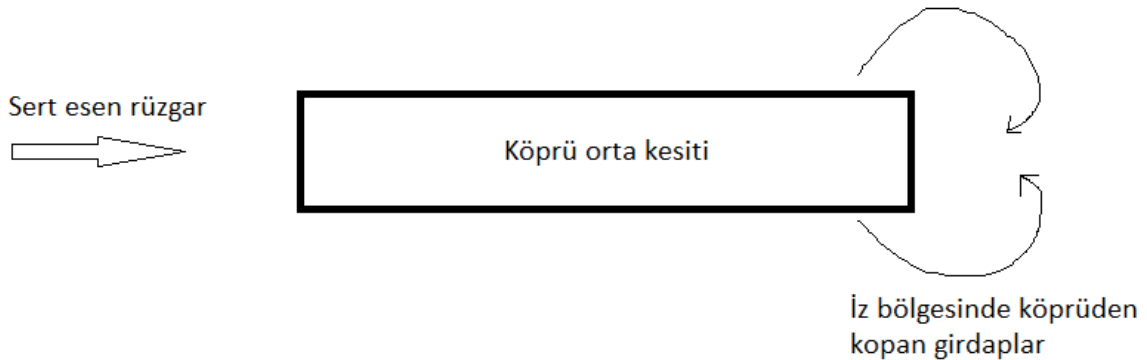 Sert esen rüzgar
Köprü orta kesiti
İz bölgesinde köprüden
kopan girdaplar